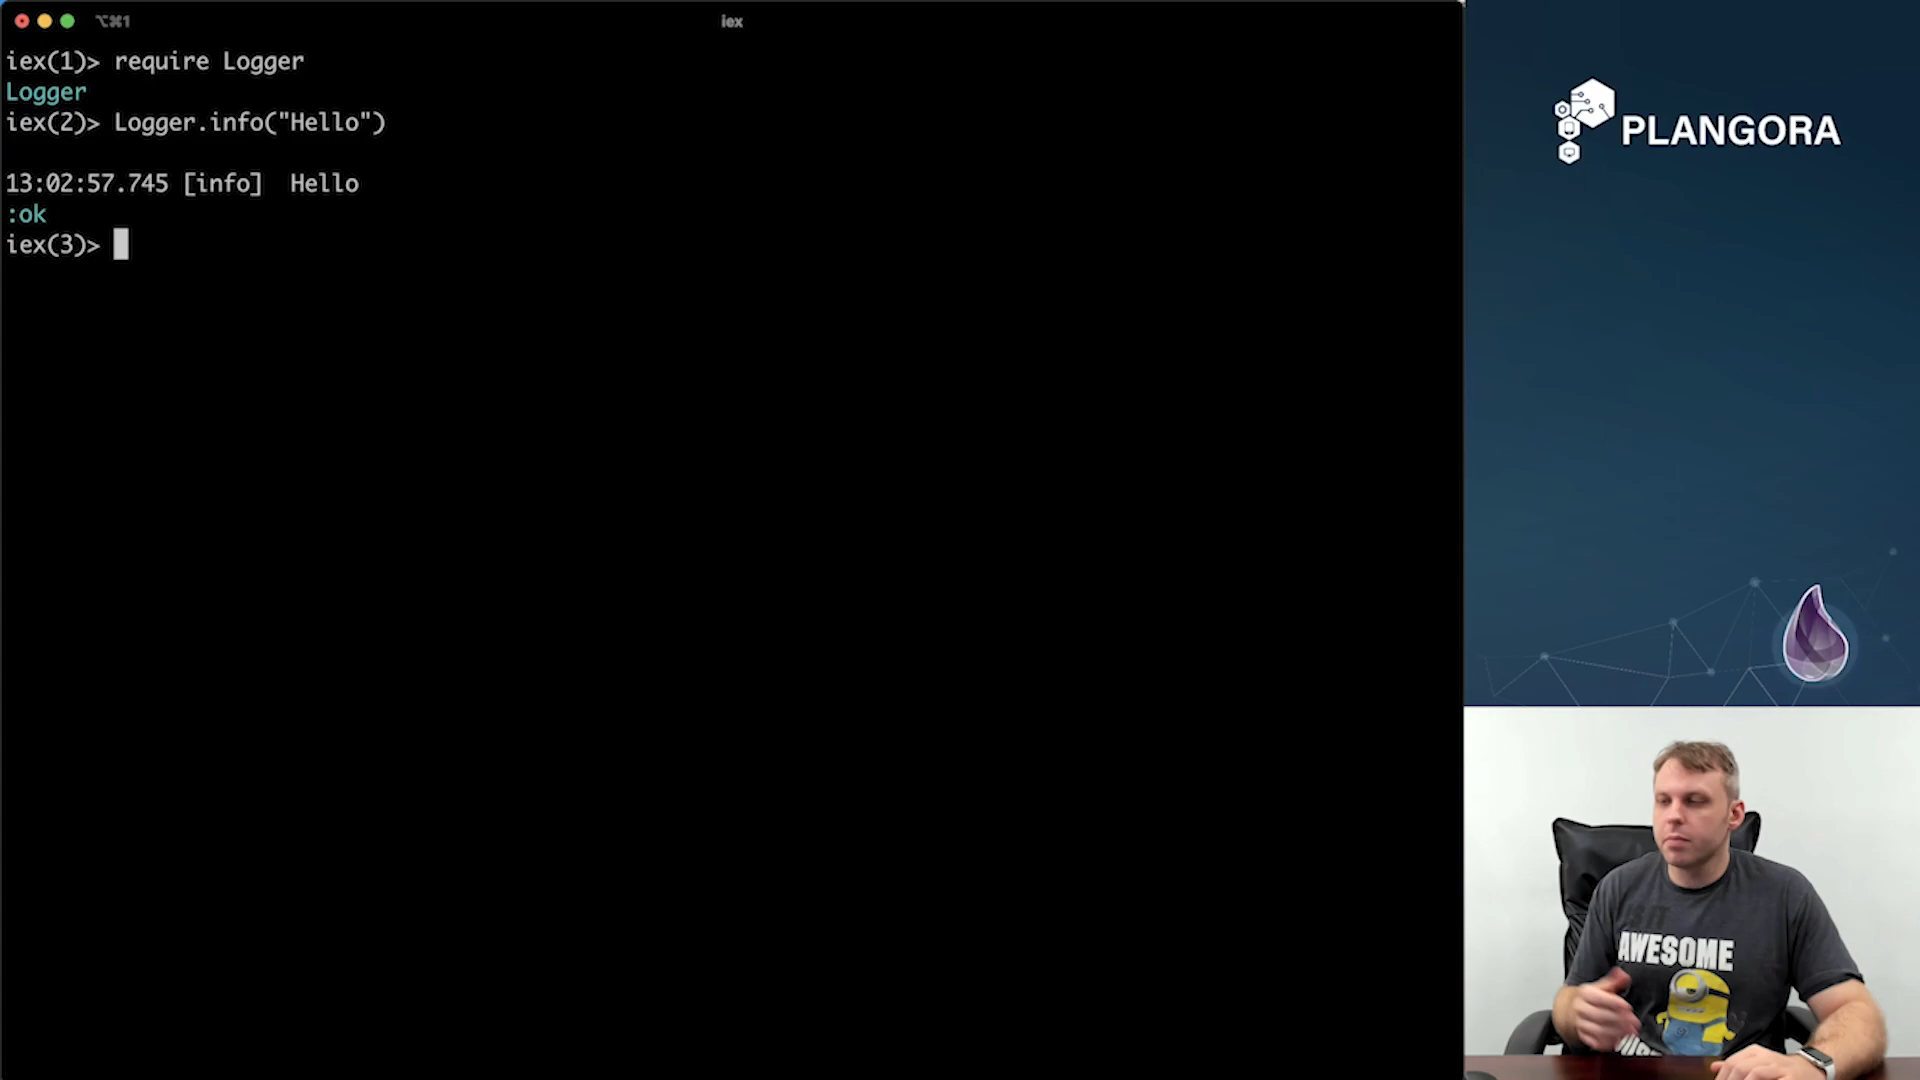 ⌥⌘1
iex
iex(1)> require Logger
Logger
iex(2)> Logger.info("Hello")
13:02:57.745 [info]  Hello
:ok
iex(3)>
PLANGORA
AWESOME